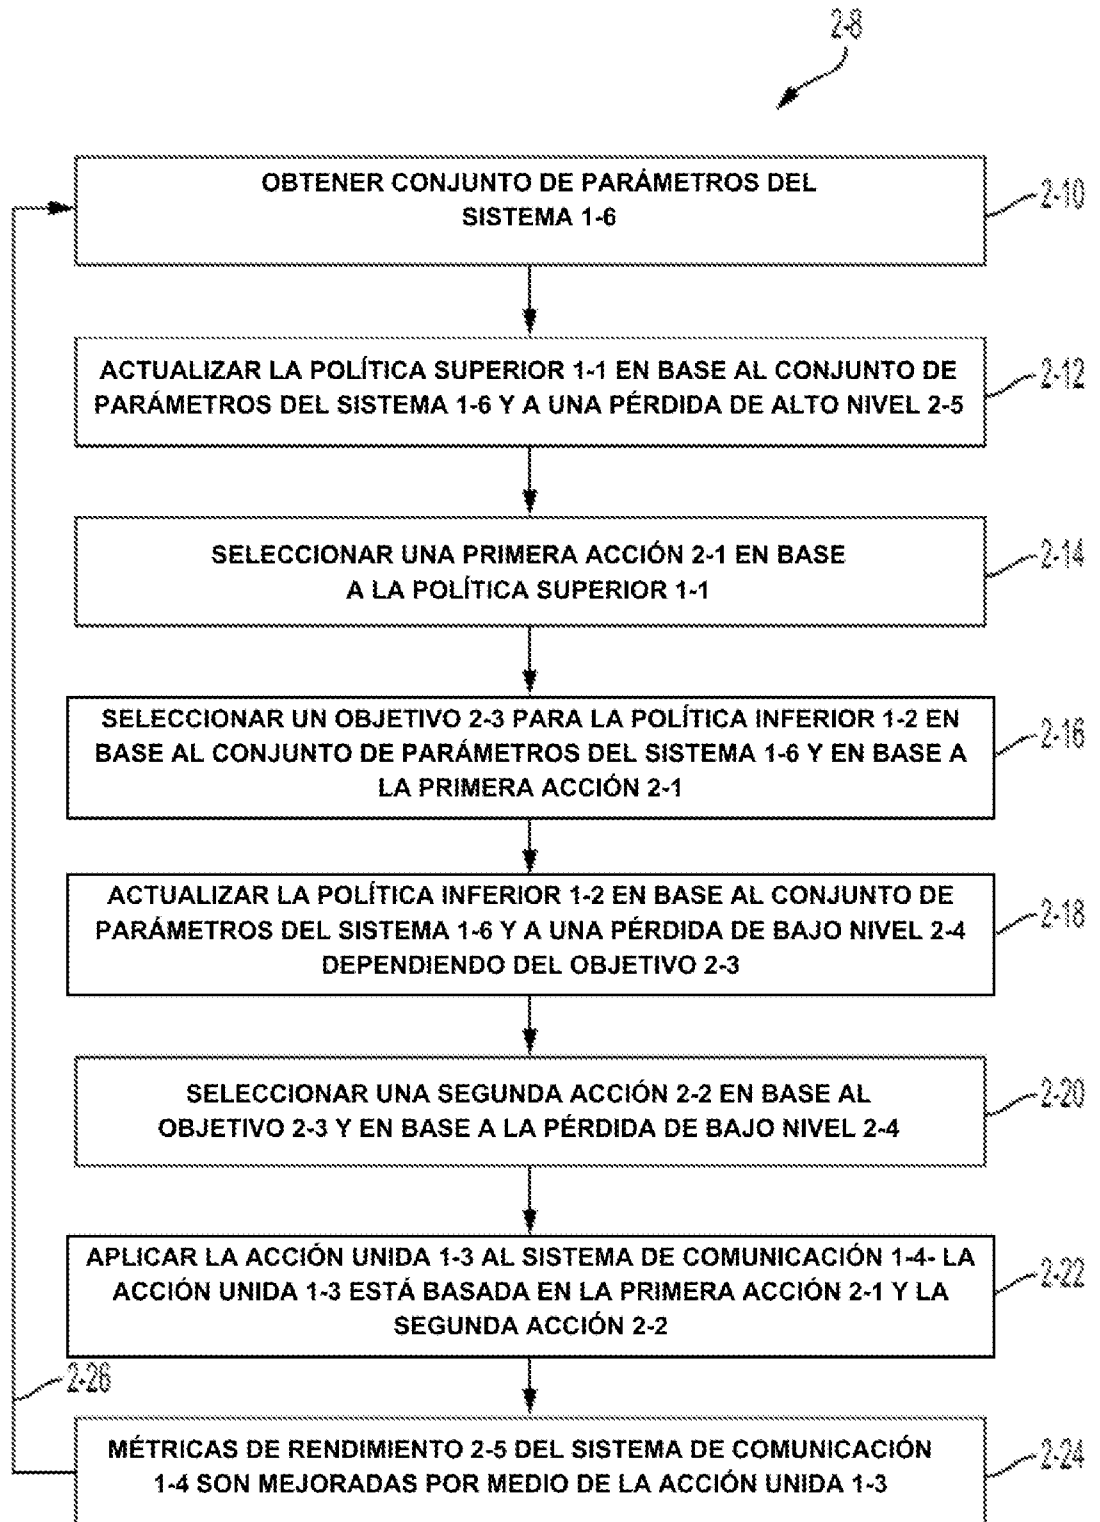 2-8
OBTENER CONJUNTO DE PARÁMETROS DEL
SISTEMA 1-6
2-10
ACTUALIZAR LA POLÍTICA SUPERIOR 1-1 EN BASE AL CONJUNTO DE
PARÁMETROS DEL SISTEMA 1-6 Y A UNA PÉRDIDA DE ALTO NIVEL 2-5
2-12
SELECCIONAR UNA PRIMERA ACCIÓN 2-1 EN BASE
A LA POLÍTICA SUPERIOR 1-1
2-14
SELECCIONAR UN OBJETIVO 2-3 PARA LA POLÍTICA INFERIOR 1-2 EN
BASE AL CONJUNTO DE PARÁMETROS DEL SISTEMA 1-6 Y EN BASE A
LA PRIMERA ACCIÓN 2-1
2-16
ACTUALIZAR LA POLÍTICA INFERIOR 1-2 EN BASE AL CONJUNTO DE
PARÁMETROS DEL SISTEMA 1-6 Y A UNA PÉRDIDA DE BAJO NIVEL 2-4
DEPENDIENDO DEL OBJETIVO 2-3
2-18
SELECCIONAR UNA SEGUNDA ACCIÓN 2-2 EN BASE AL
OBJETIVO 2-3 Y EN BASE A LA PÉRDIDA DE BAJO NIVEL 2-4
2-20
APLICAR LA ACCIÓN UNIDA 1-3 AL SISTEMA DE COMUNICACIÓN 1-4- LA
ACCIÓN UNIDA 1-3 ESTÁ BASADA EN LA PRIMERA ACCIÓN 2-1 Y LA
SEGUNDA ACCIÓN 2-2
2-22
2-26
MÉTRICAS DE RENDIMIENTO 2-5 DEL SISTEMA DE COMUNICACIÓN
1-4 SON MEJORADAS POR MEDIO DE LA ACCIÓN UNIDA 1-3
2-24